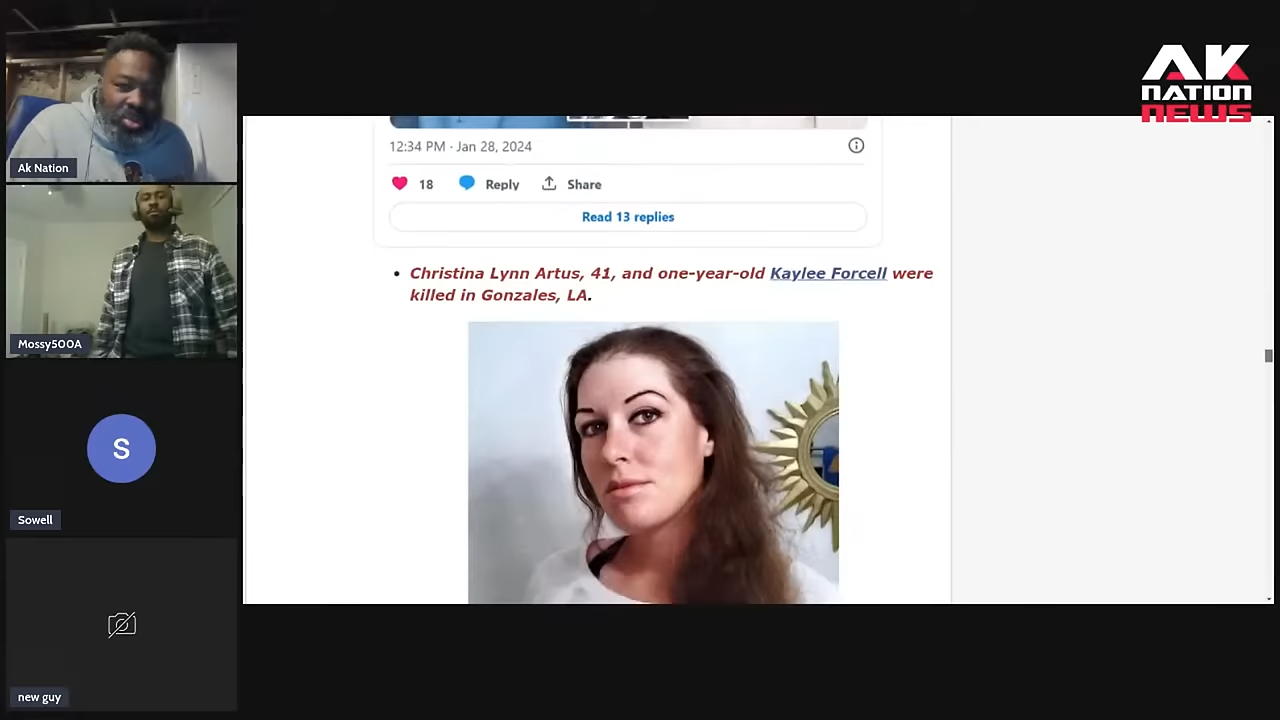 AK
NATION
NEWS
Ak Nation
Mossy500A
S
Sowell
new guy
12:34 PM · Jan 28, 2024
18 Reply Share
Read 13 replies
• Christina Lynn Artus, 41, and one-year-old Kaylee Forcell were
killed in Gonzales, LA.